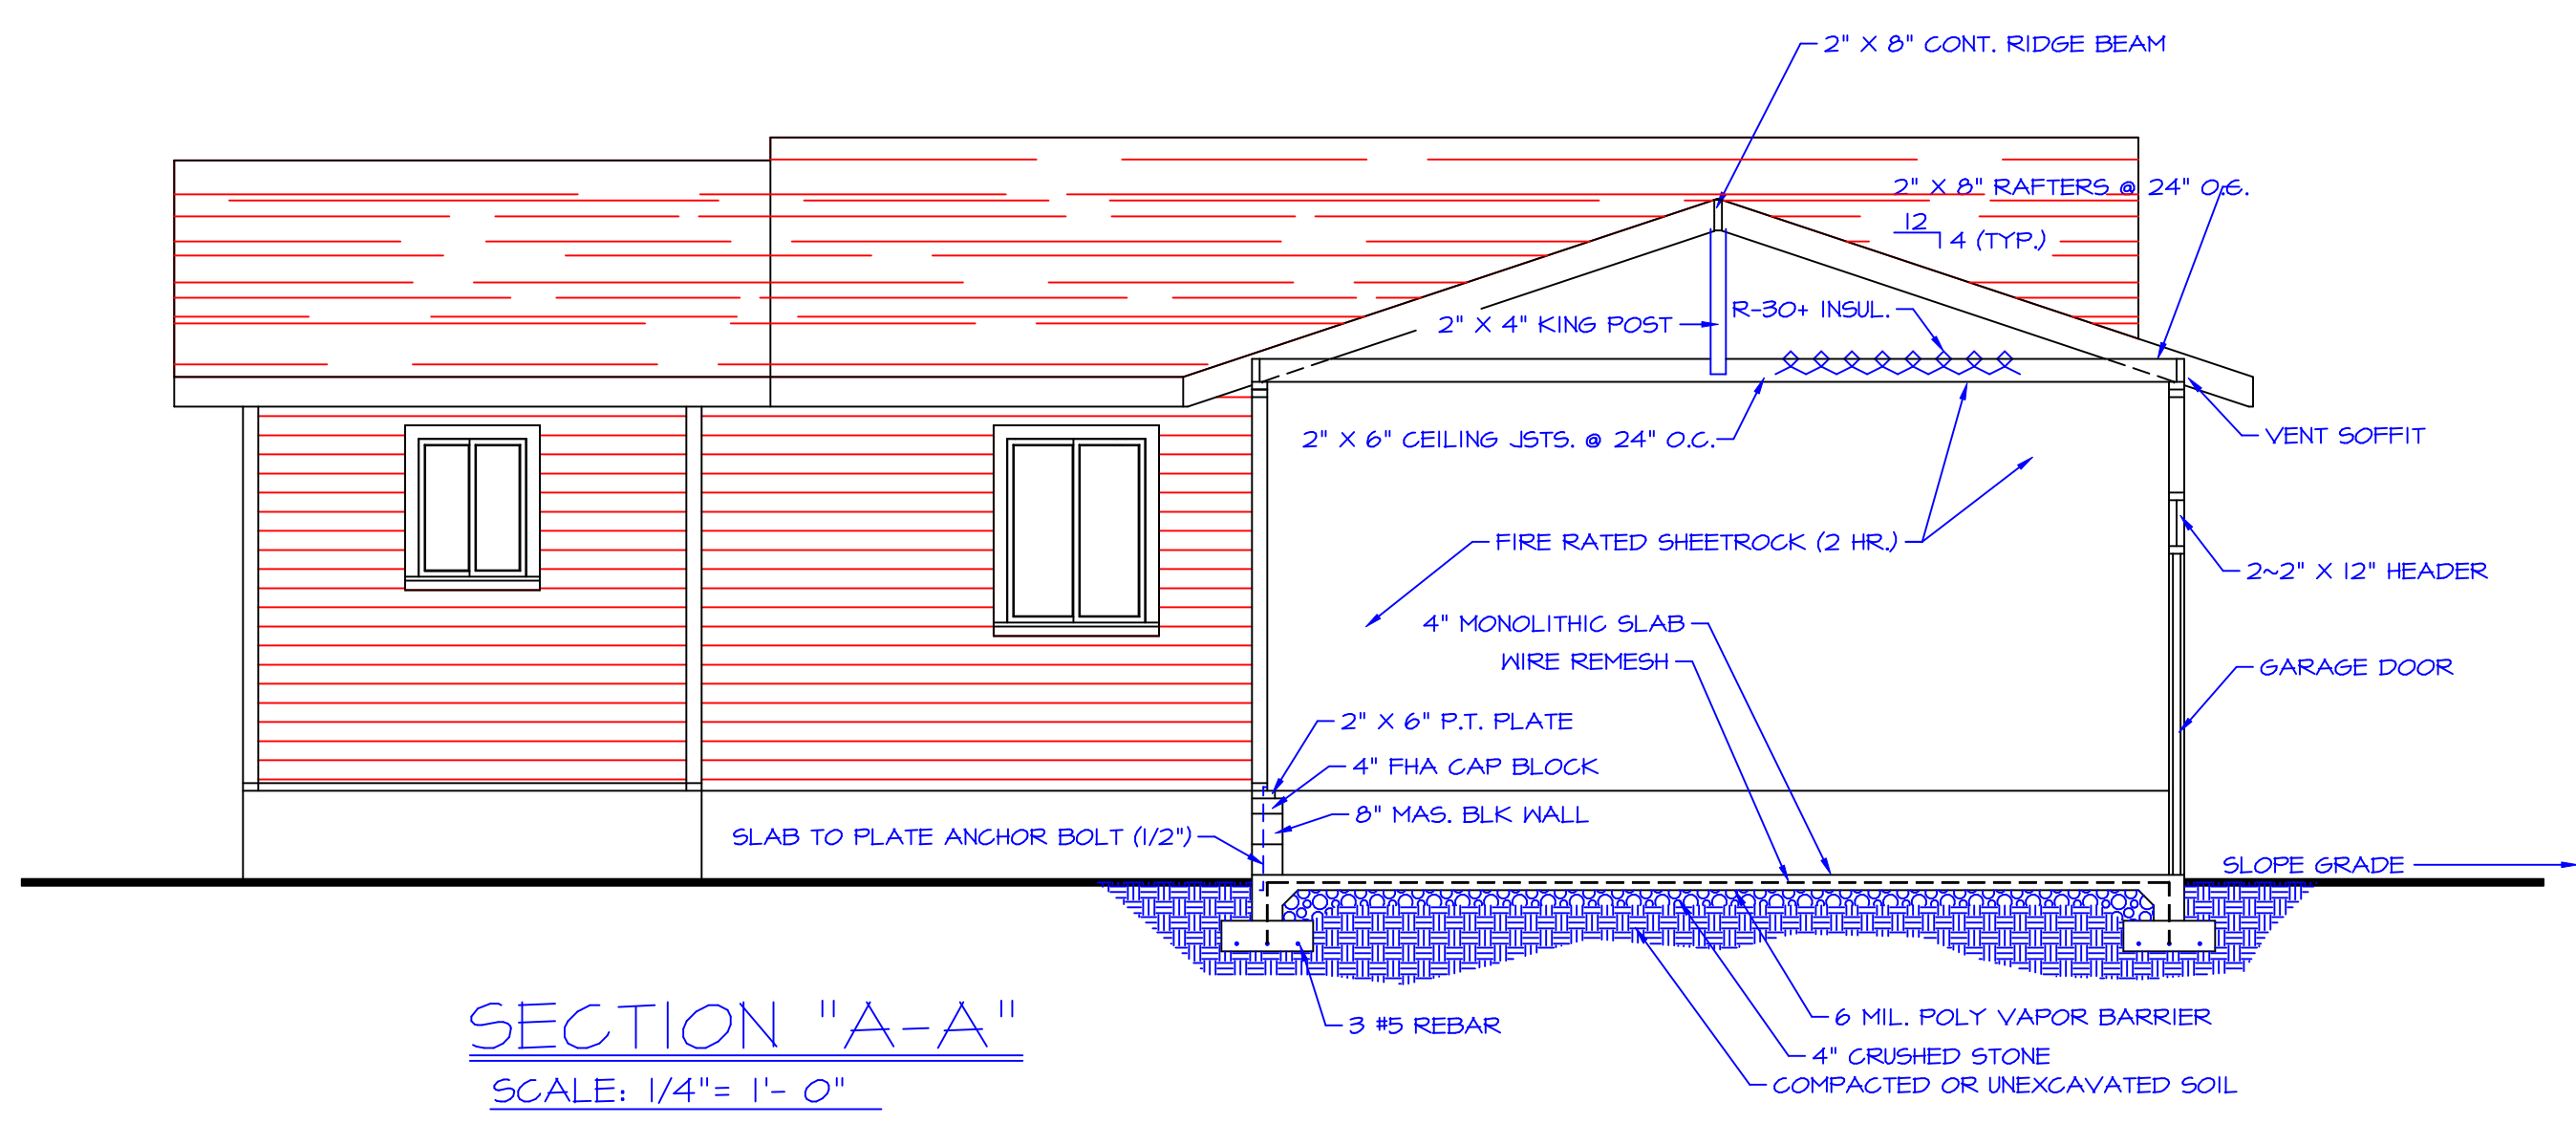 2" X 8" CONT. RIDGE BEAM
2" X 8" RAFTERS @ 24" O.C.
12
4 (TYP.)
R-30+ INSUL.
2" X 4" KING POST
2" X 6" CEILING JSTS. @ 24" O.C.
VENT SOFFIT
FIRE RATED SHEETROCK (2 HR.)
2~2" X 12" HEADER
4" MONOLITHIC SLAB
WIRE REMESH
GARAGE DOOR
2" X 6" P.T. PLATE
4" FHA CAP BLOCK
8" MAS. BLK WALL
SLAB TO PLATE ANCHOR BOLT (1/2")
SLOPE GRADE
3 #5 REBAR
6 MIL. POLY VAPOR BARRIER
4" CRUSHED STONE
COMPACTED OR UNEXCAVATED SOIL
SECTION "A-A"
SCALE: 1/4"= 1'- 0"